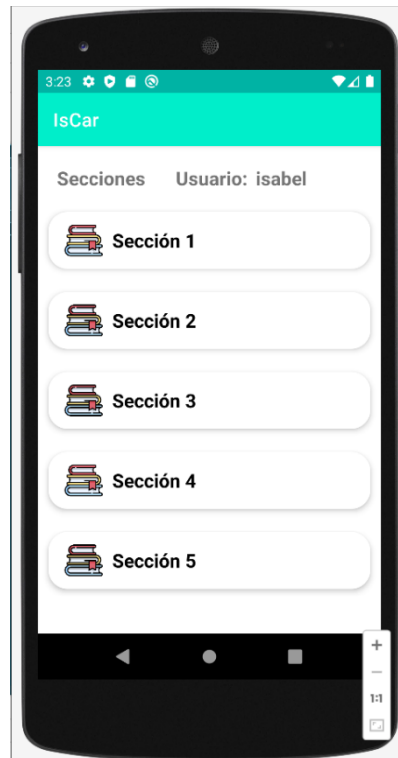 3:23
IsCar
Secciones Usuario: isabel
Sección 1
Sección 2
Sección 3
Sección 4
Sección 5
+
−
1:1